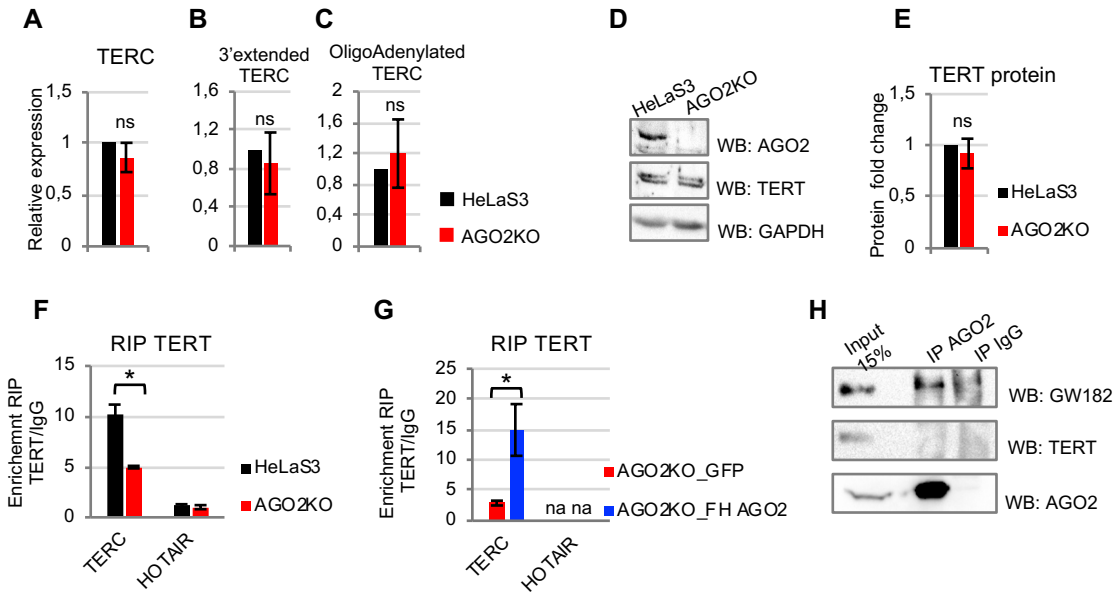 A
TERC
Relative expression
1,5
1
0,5
0
ns
B
3'extended
TERC
1,6
1,2
0,8
0,4
0
ns
C
OligoAdenylated
TERC
2
1,6
1,2
0,8
0,4
0
ns
HeLaS3
AGO2KO
D
HeLaS3
AGO2KO
WB: AGO2
WB: TERT
WB: GAPDH
E
TERT protein
Protein fold change
1,5
1
0,5
0
ns
HeLaS3
AGO2KO
F
RIP TERT
Enrichemnt RIP
TERT/IgG
15
10
5
0
*
TERC
HOTAIR
HeLaS3
AGO2KO
G
RIP TERT
Enrichment RIP
TERT/IgG
25
20
15
10
5
0
*
na na
TERC
HOTAIR
AGO2KO_GFP
AGO2KO_FH AGO2
H
Input
15%
IP AGO2
IP IgG
WB: GW182
WB: TERT
WB: AGO2